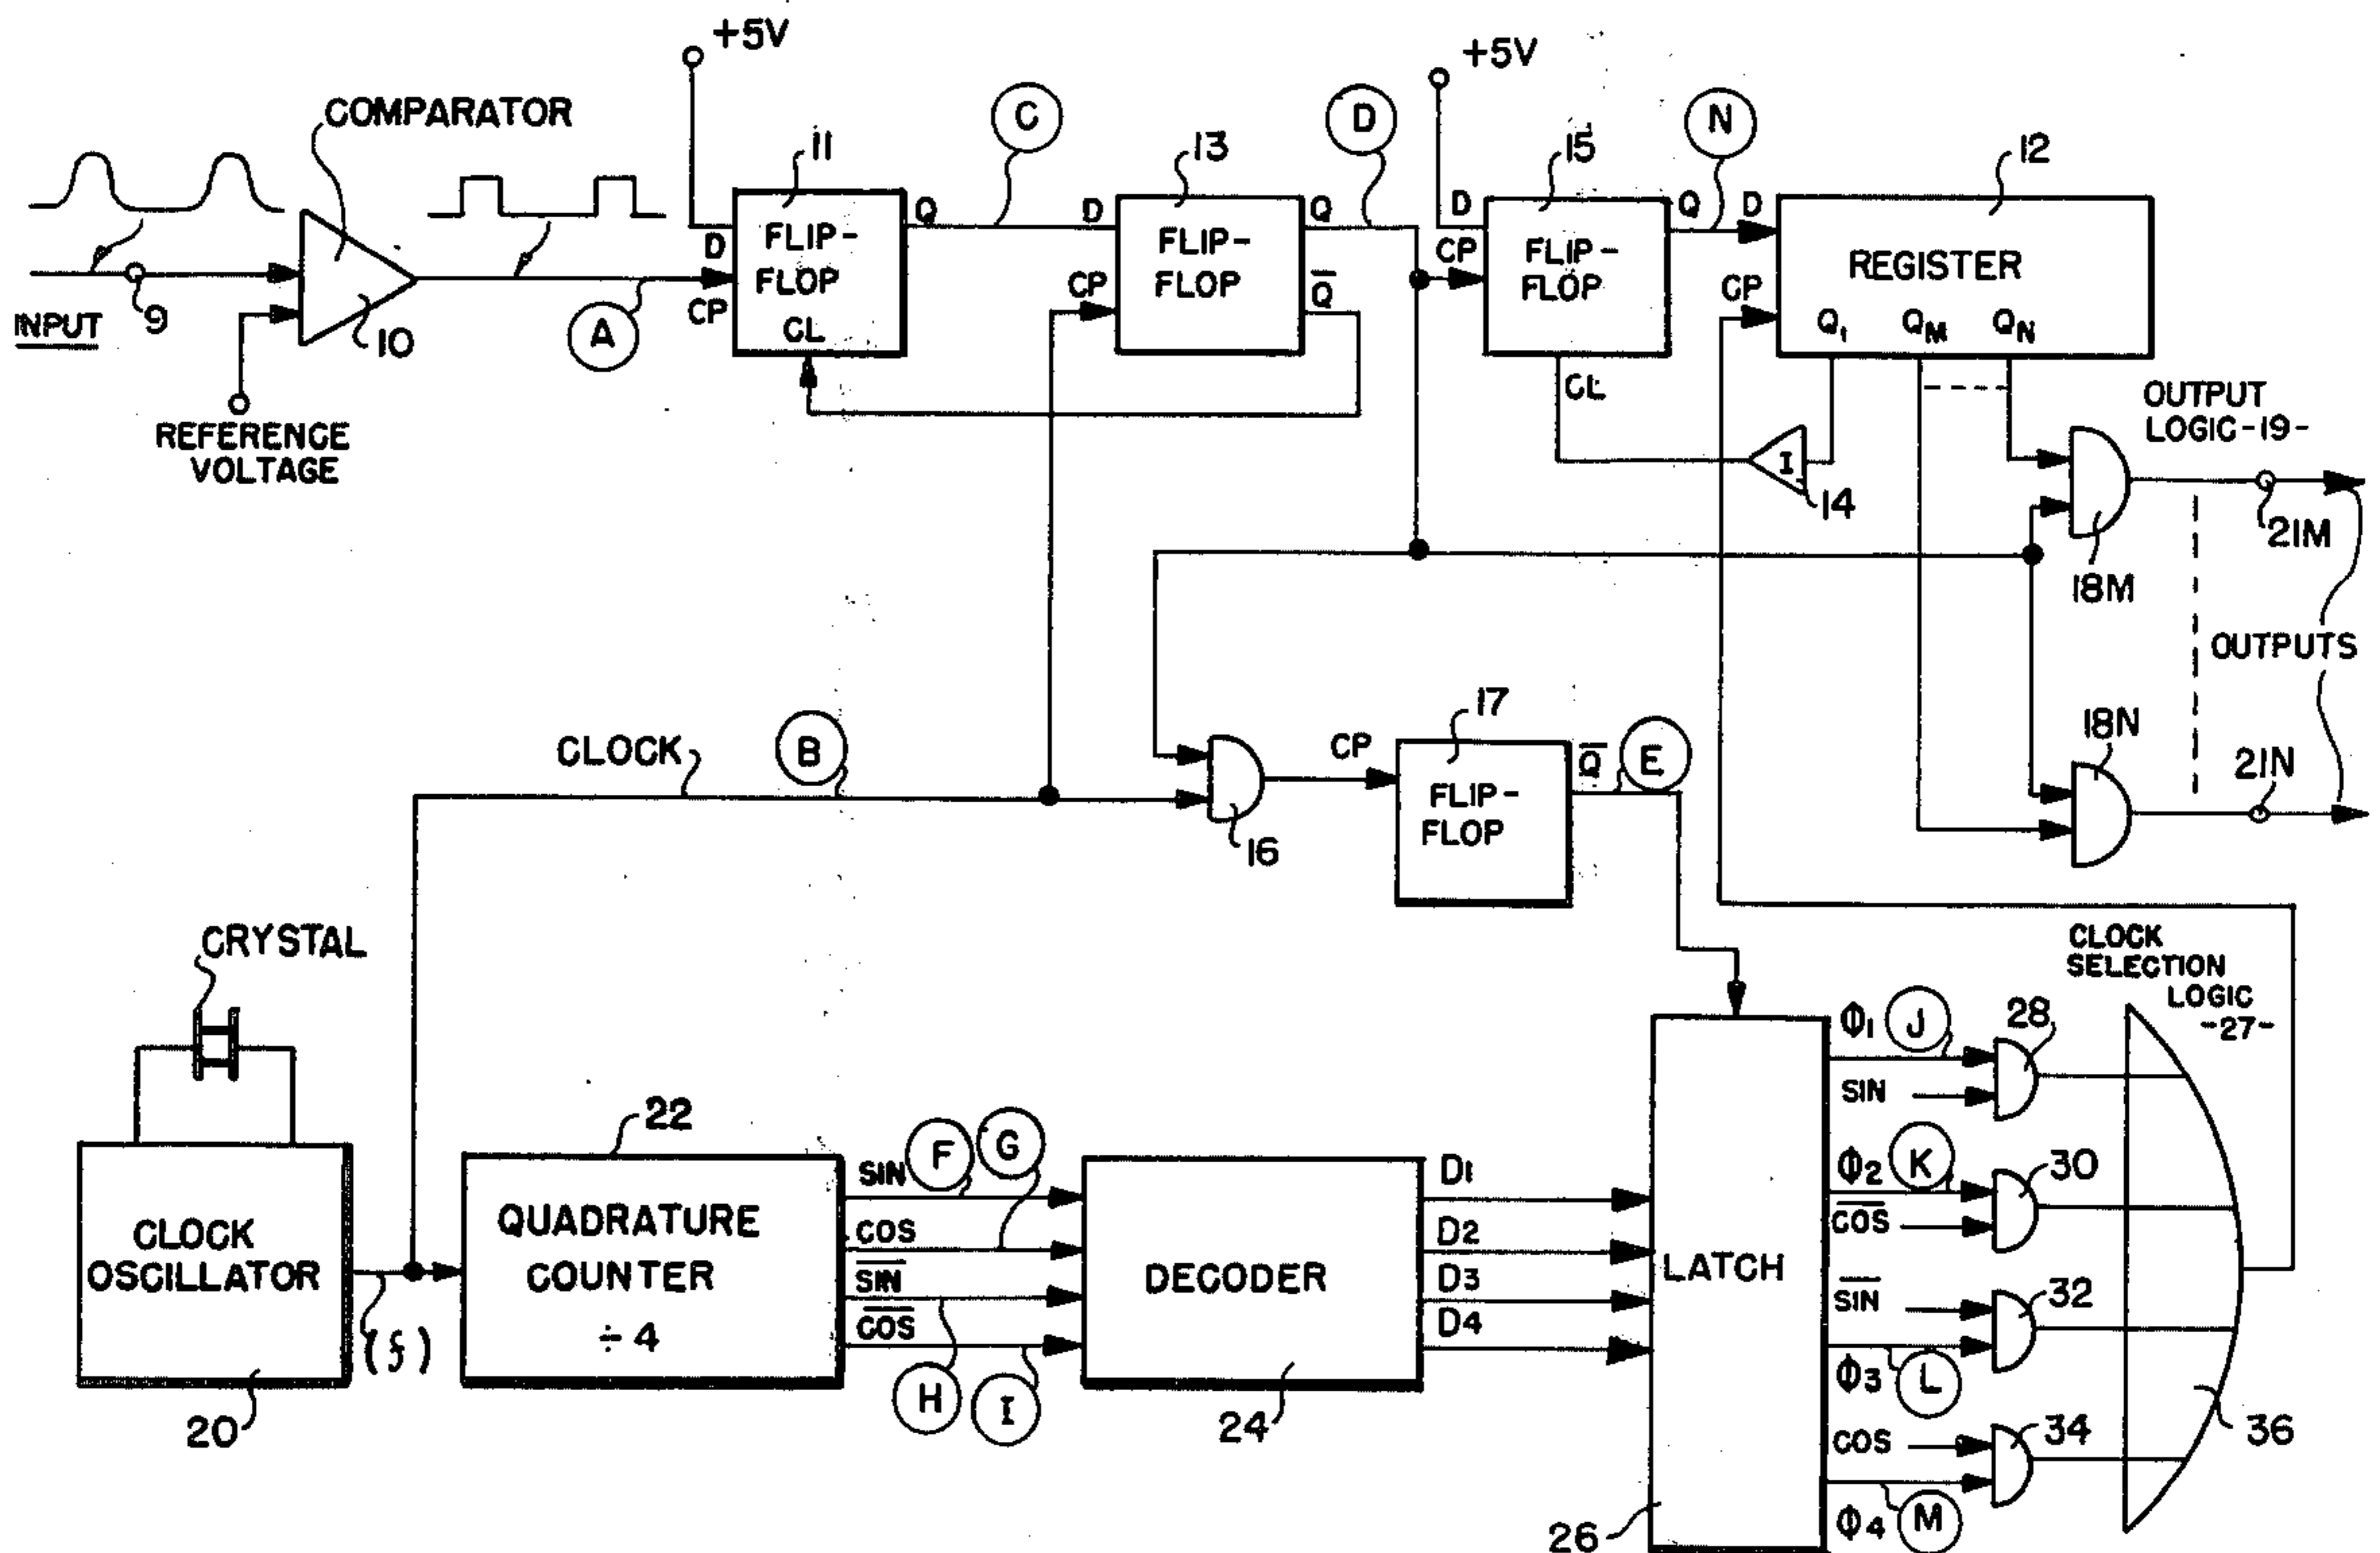 +5V
+5V
COMPARATOR
C
D
N
11
13
15
12
Q
D
Q
D
Q
D
D
FLIP-
FLOP
FLIP-
FLOP
FLIP-
FLOP
REGISTER
CP
CP
CP
CP
Q̅
CL
CL
Q1
QM
QN
INPUT
9
10
A
REFERENCE
VOLTAGE
OUTPUT
LOGIC-19-
I
14
21M
18M
OUTPUTS
CLOCK
B
16
CP
17
FLIP-
FLOP
Q̅
E
18N
21N
CRYSTAL
CLOCK
SELECTION
LOGIC
-27-
CLOCK
OSCILLATOR
20
(f)
22
QUADRATURE
COUNTER
÷4
SIN
F
G
COS
S̅I̅N̅
C̅O̅S̅
H
I
DECODER
24
D1
D2
D3
D4
LATCH
26
Φ1
J
28
SIN
Φ2
K
30
C̅O̅S̅
S̅I̅N̅
32
Φ3
L
COS
34
Φ4
M
36